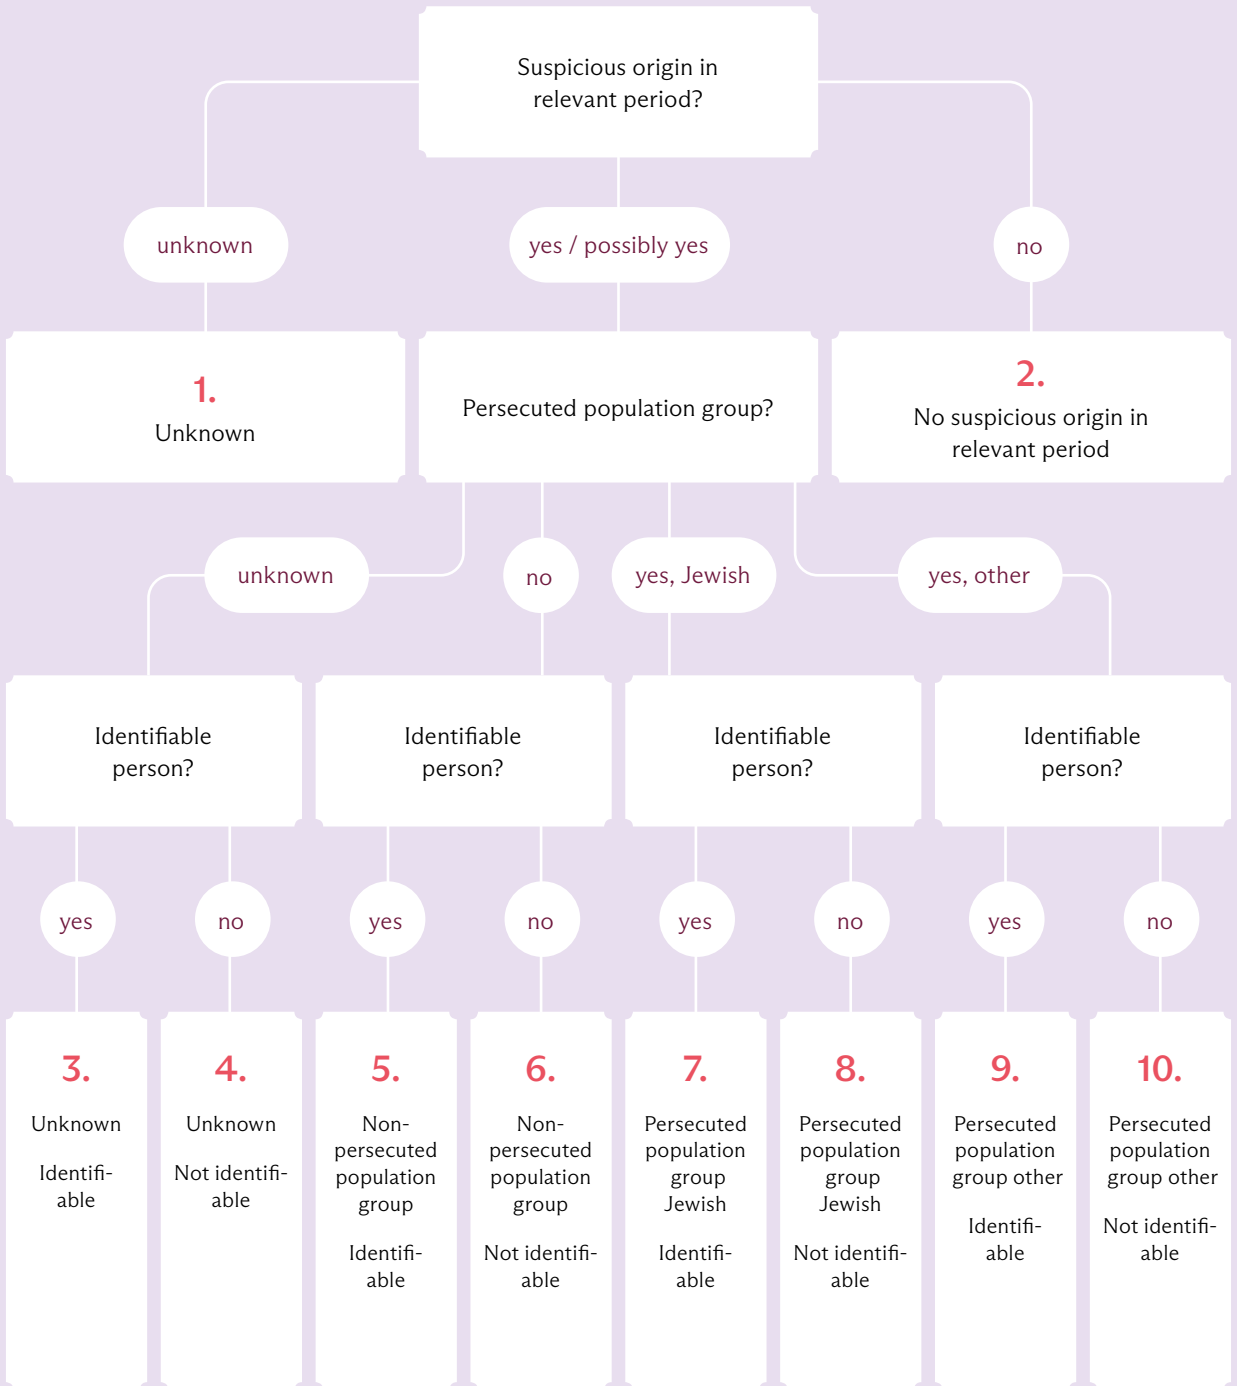 Suspicious origin in
relevant period?
unknown
yes / possibly yes
no
1.
Unknown
Persecuted population group?
2.
No suspicious origin in
relevant period
unknown
no
yes, Jewish
yes, other
Identifiable
person?
Identifiable
person?
Identifiable
person?
Identifiable
person?
yes
no
yes
no
yes
no
yes
no
3.
Unknown
Identifi-
able
4.
Unknown
Not identifi-
able
5.
Non-
persecuted
population
group
Identifi-
able
6.
Non-
persecuted
population
group
Not identifi-
able
7.
Persecuted
population
group
Jewish
Identifi-
able
8.
Persecuted
population
group
Jewish
Not identifi-
able
9.
Persecuted
population
group other
Identifi-
able
10.
Persecuted
population
group other
Not identifi-
able